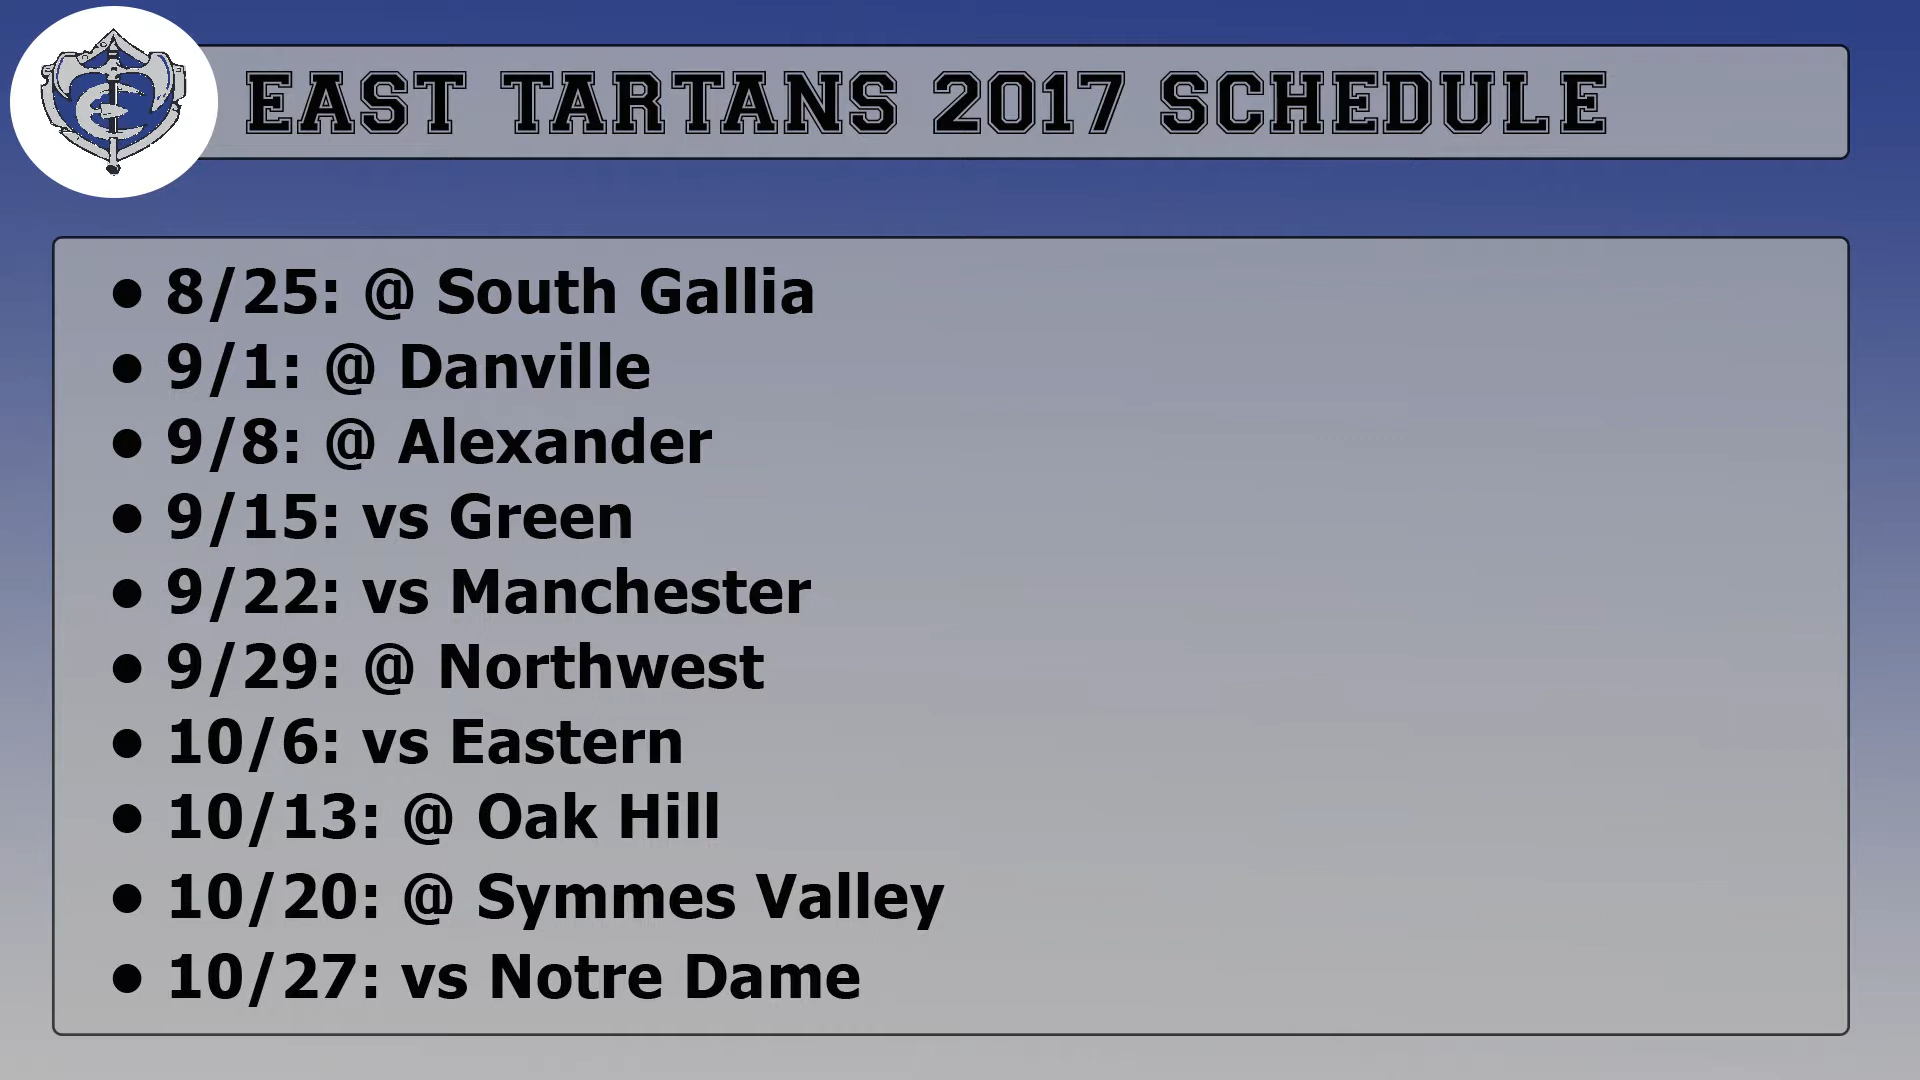 EAST TARTANS 2017 SCHEDULE
• 8/25: @ South Gallia
• 9/1: @ Danville
• 9/8: @ Alexander
• 9/15: vs Green
• 9/22: vs Manchester
• 9/29: @ Northwest
• 10/6: vs Eastern
• 10/13: @ Oak Hill
• 10/20: @ Symmes Valley
• 10/27: vs Notre Dame